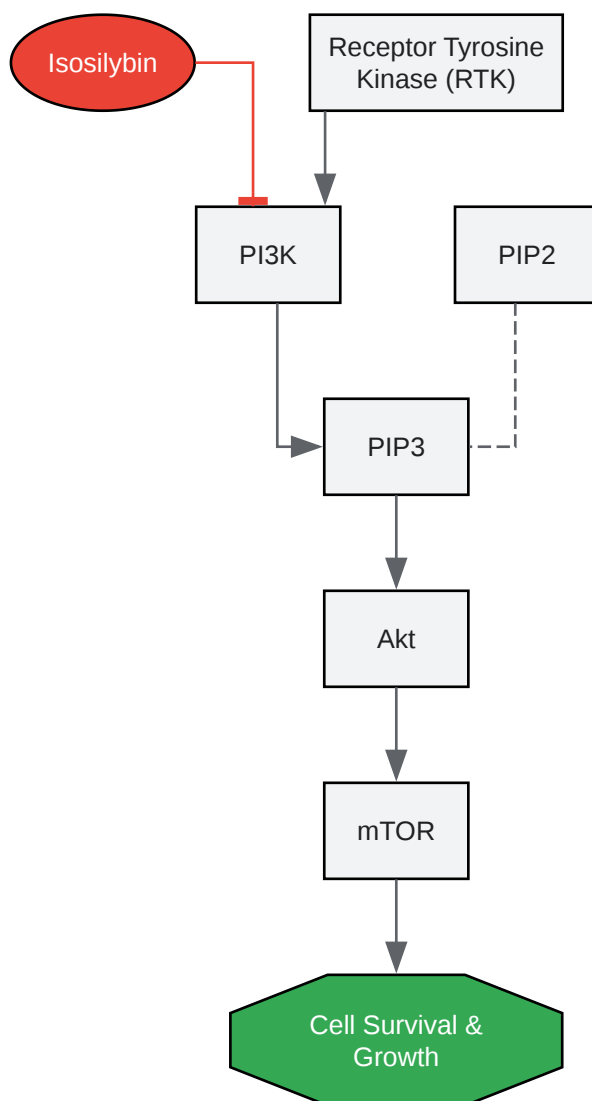 Isosilybin
Receptor Tyrosine
Kinase (RTK)
PI3K
PIP2
PIP3
Akt
mTOR
Cell Survival &
Growth